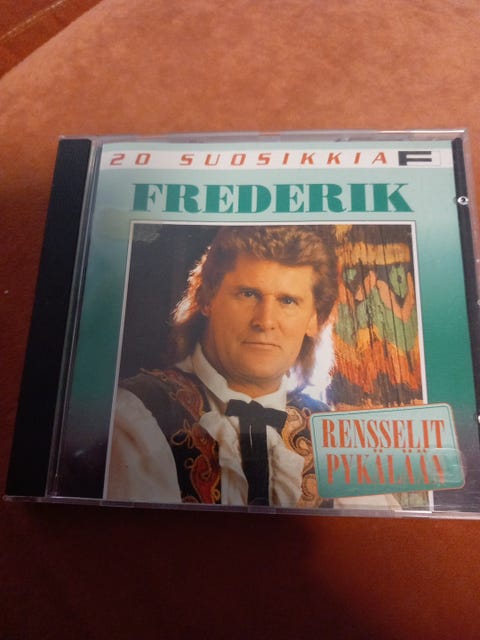 20 SUOSIKKIA F
FREDERIK
RENSSELIT
PYKÄLÄÄN